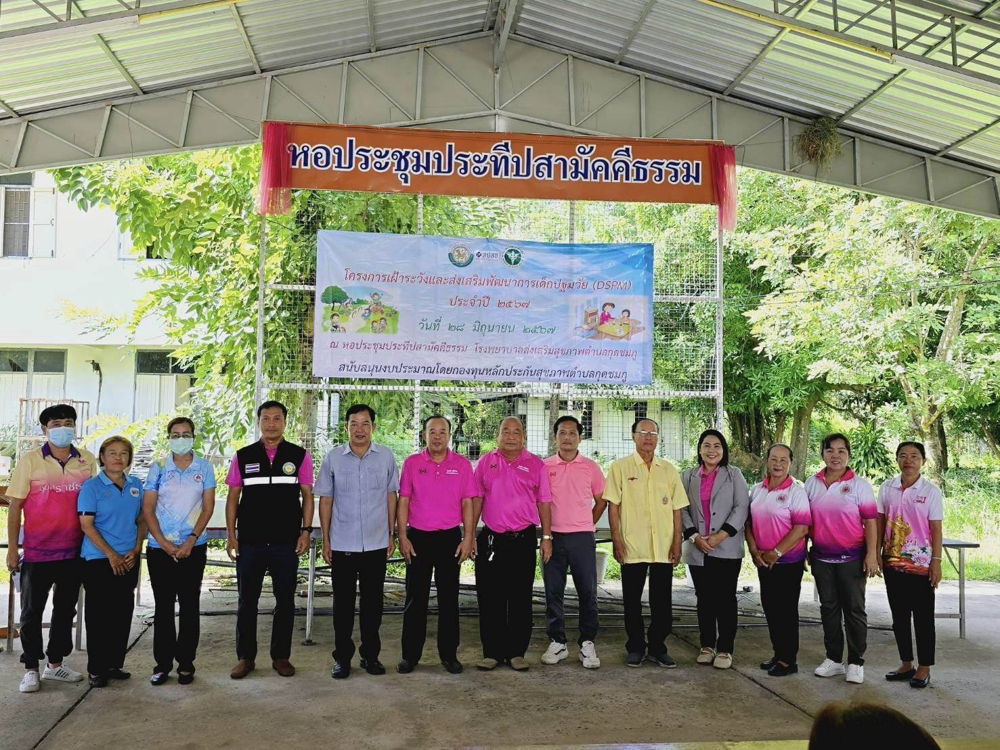 หอประชุมประทีปสามัคคีธรรม
สปสช
โครงการเฝ้าระวังและส่งเสริมพัฒนาการเด็กปฐมวัย (DSPM)
ประจำปี ๒๕๖๗
วันที่ ๒๘ มิถุนายน ๒๕๖๗
ณ หอประชุมประทีปสามัคคีธรรม โรงพยาบาลส่งเสริมสุขภาพตำบลกุดชมภู
สนับสนุนงบประมาณโดยกองทุนหลักประกันสุขภาพตำบลกุดชมภู